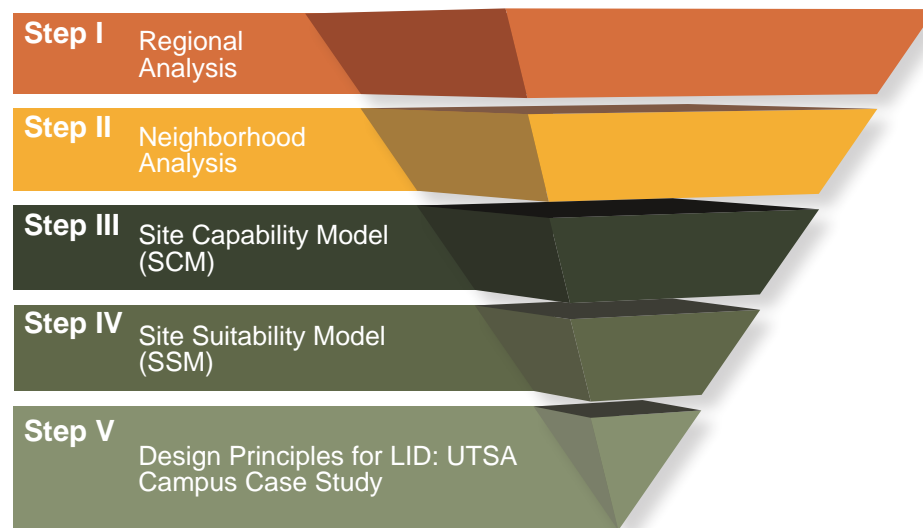 Step I
Regional
Analysis
Step II
Neighborhood
Analysis
Step III
Site Capability Model
(SCM)
Step IV
Site Suitability Model
(SSM)
Step V
Design Principles for LID: UTSA
Campus Case Study